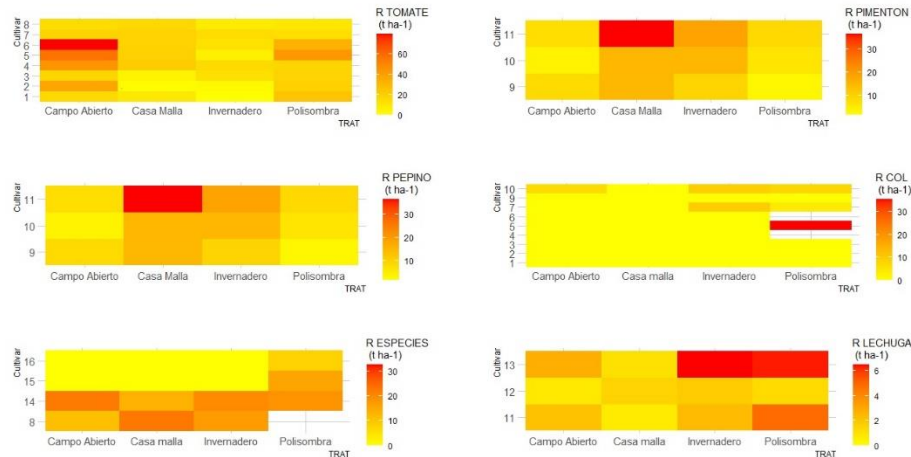 R TOMATE
(t ha-1)
Cultivar
8
7
6
5
4
3
2
1
60
40
20
0
Campo Abierto Casa Malla Invernadero Polisombra
TRAT
R PIMENTON
(t ha-1)
Cultivar
11
10
9
30
20
10
Campo Abierto Casa Malla Invernadero Polisombra
TRAT
R PEPINO
(t ha-1)
Cultivar
11
10
9
30
20
10
Campo Abierto Casa Malla Invernadero Polisombra
TRAT
R COL
(t ha-1)
Cultivar
10
9
7
6
5
4
3
2
1
30
20
10
0
Campo Abierto Casa malla Invernadero Polisombra
TRAT
R ESPECIES
(t ha-1)
Cultivar
16
15
14
8
30
20
10
0
Campo Abierto Casa malla Invernadero Polisombra
TRAT
R LECHUGA
(t ha-1)
Cultivar
13
12
11
6
4
2
0
Campo Abierto Casa malla Invernadero Polisombra
TRAT